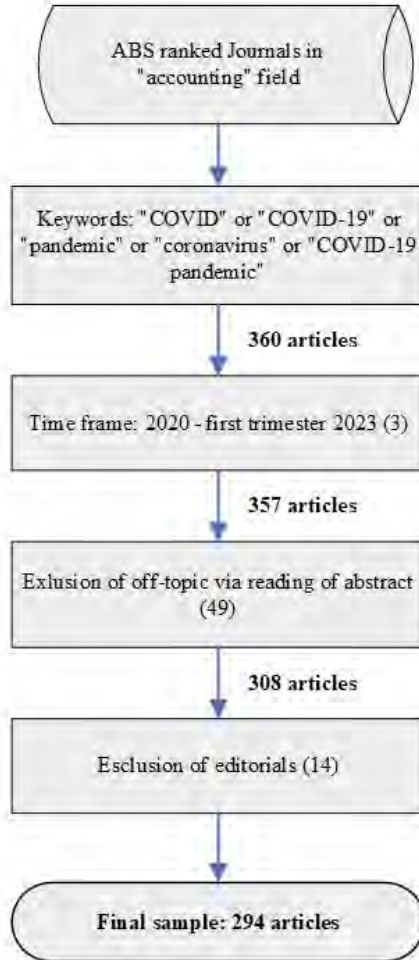 ABS ranked Journals in
"accounting" field
Keywords: "COVID" or "COVID-19" or
"pandemic" or "coronavirus" or "COVID-19
pandemic"
360 articles
Time frame: 2020 - first trimester 2023 (3)
357 articles
Exlusion of off-topic via reading of abstract
(49)
308 articles
Esclusion of editorials (14)
Final sample: 294 articles